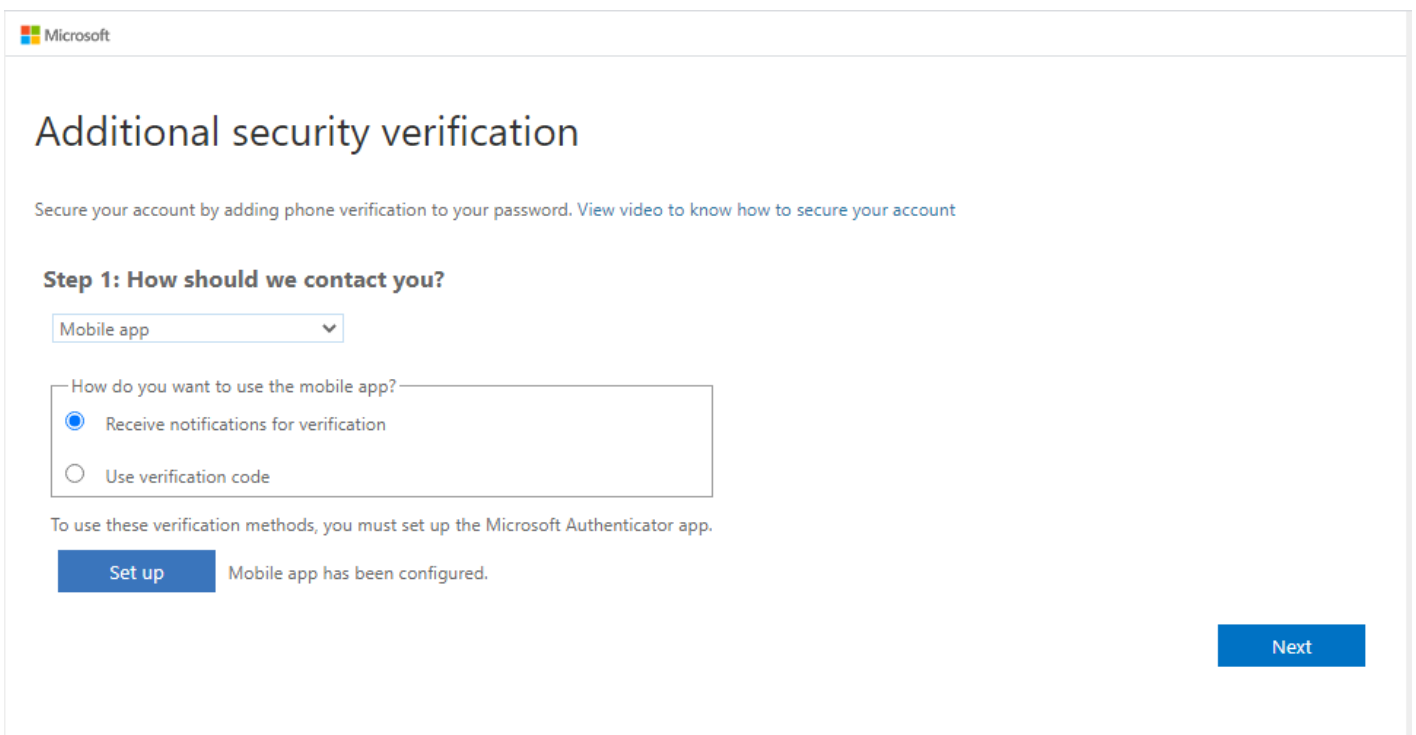 Microsoft
Additional security verification
Secure your account by adding phone verification to your password. View video to know how to secure your account
Step 1: How should we contact you?
Mobile app
How do you want to use the mobile app?
Receive notifications for verification
Use verification code
To use these verification methods, you must set up the Microsoft Authenticator app.
Set up Mobile app has been configured.
Next